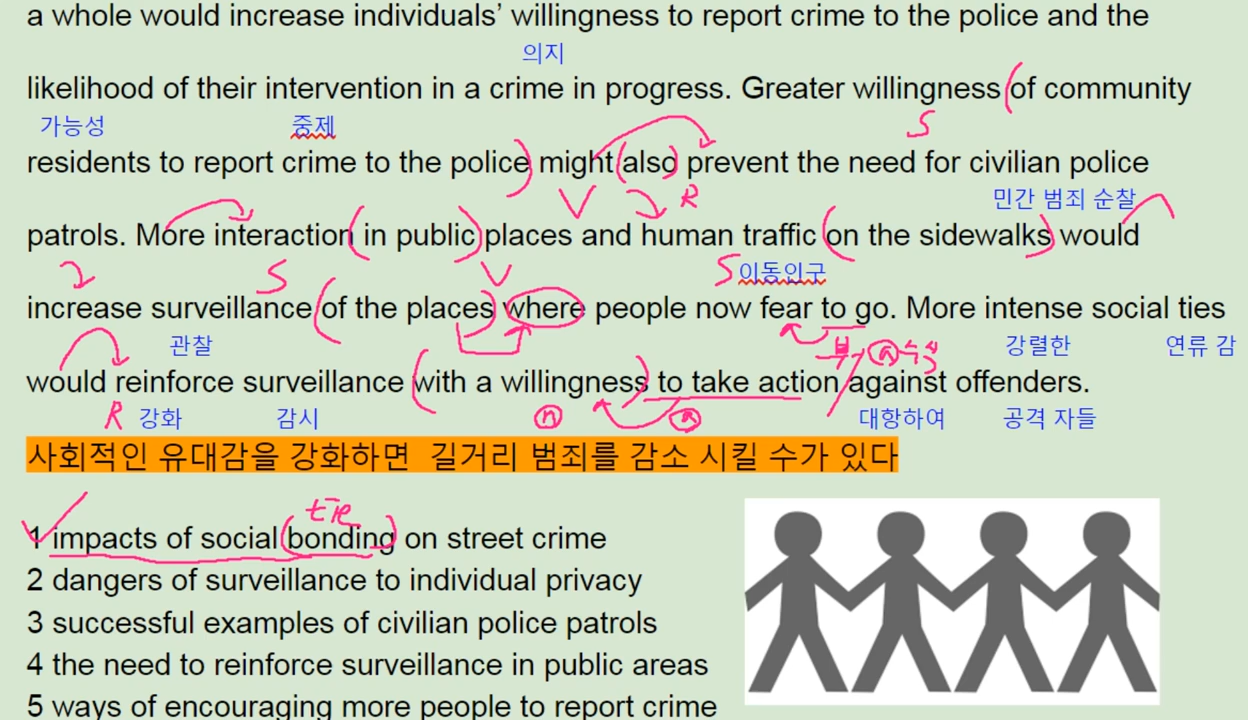 a whole would increase individuals' willingness to report crime to the police and the
의지
likelihood of their intervention in a crime in progress. Greater willingness of community
가능성 중제 S
residents to report crime to the police might also prevent the need for civilian police
V R 민간 범죄 순찰
patrols. More interaction in public places and human traffic on the sidewalks would
S V S 이동인구
increase surveillance of the places where people now fear to go. More intense social ties
관찰 부 a 수식 강렬한 연류 감
would reinforce surveillance with a willingness to take action against offenders.
R 강화 감시 n a 대항하여 공격 자들
사회적인 유대감을 강화하면 길거리 범죄를 감소 시킬 수가 있다
tie
1 impacts of social bonding on street crime
2 dangers of surveillance to individual privacy
3 successful examples of civilian police patrols
4 the need to reinforce surveillance in public areas
5 ways of encouraging more people to report crime